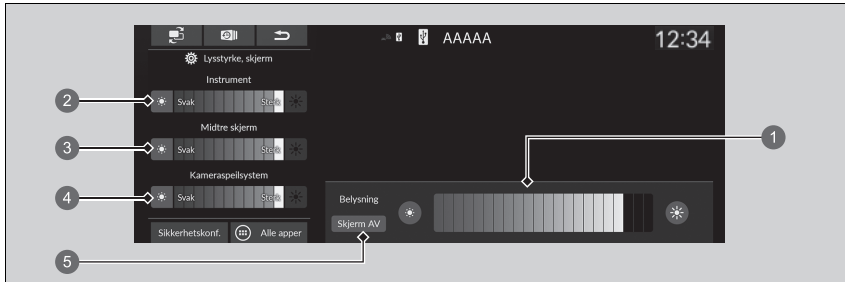 AAAAA
12:34
Lysstyrke, skjerm
Instrument
2
Svak
Sterk
Midtre skjerm
3
Svak
Sterk
1
Kameraspeilsystem
4
Svak
Sterk
Belysning
Skjerm AV
Sikkerhetskonf.
Alle apper
5